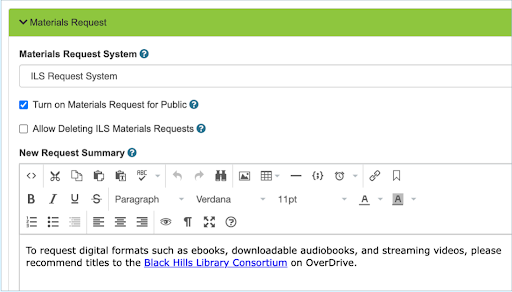 Materials Request
Materials Request System
ILS Request System
Turn on Materials Request for Public
Allow Deleting ILS Materials Requests
New Request Summary
ABC
B I U S Paragraph Verdana 11pt A A
To request digital formats such as ebooks, downloadable audiobooks, and streaming videos, please
recommend titles to the Black Hills Library Consortium on OverDrive.